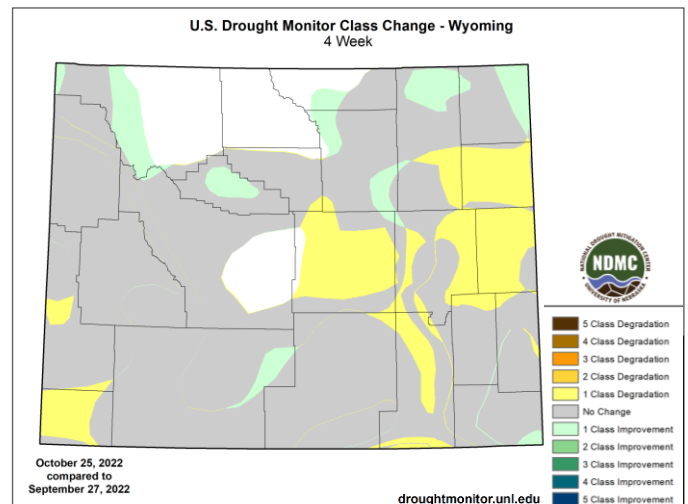 U.S. Drought Monitor Class Change - Wyoming
4 Week
NATIONAL DROUGHT MITIGATION CENTER
NDMC
UNIVERSITY OF NEBRASKA
5 Class Degradation
4 Class Degradation
3 Class Degradation
2 Class Degradation
1 Class Degradation
No Change
1 Class Improvement
2 Class Improvement
3 Class Improvement
4 Class Improvement
5 Class Improvement
October 25, 2022
compared to
September 27, 2022
droughtmonitor.unl.edu